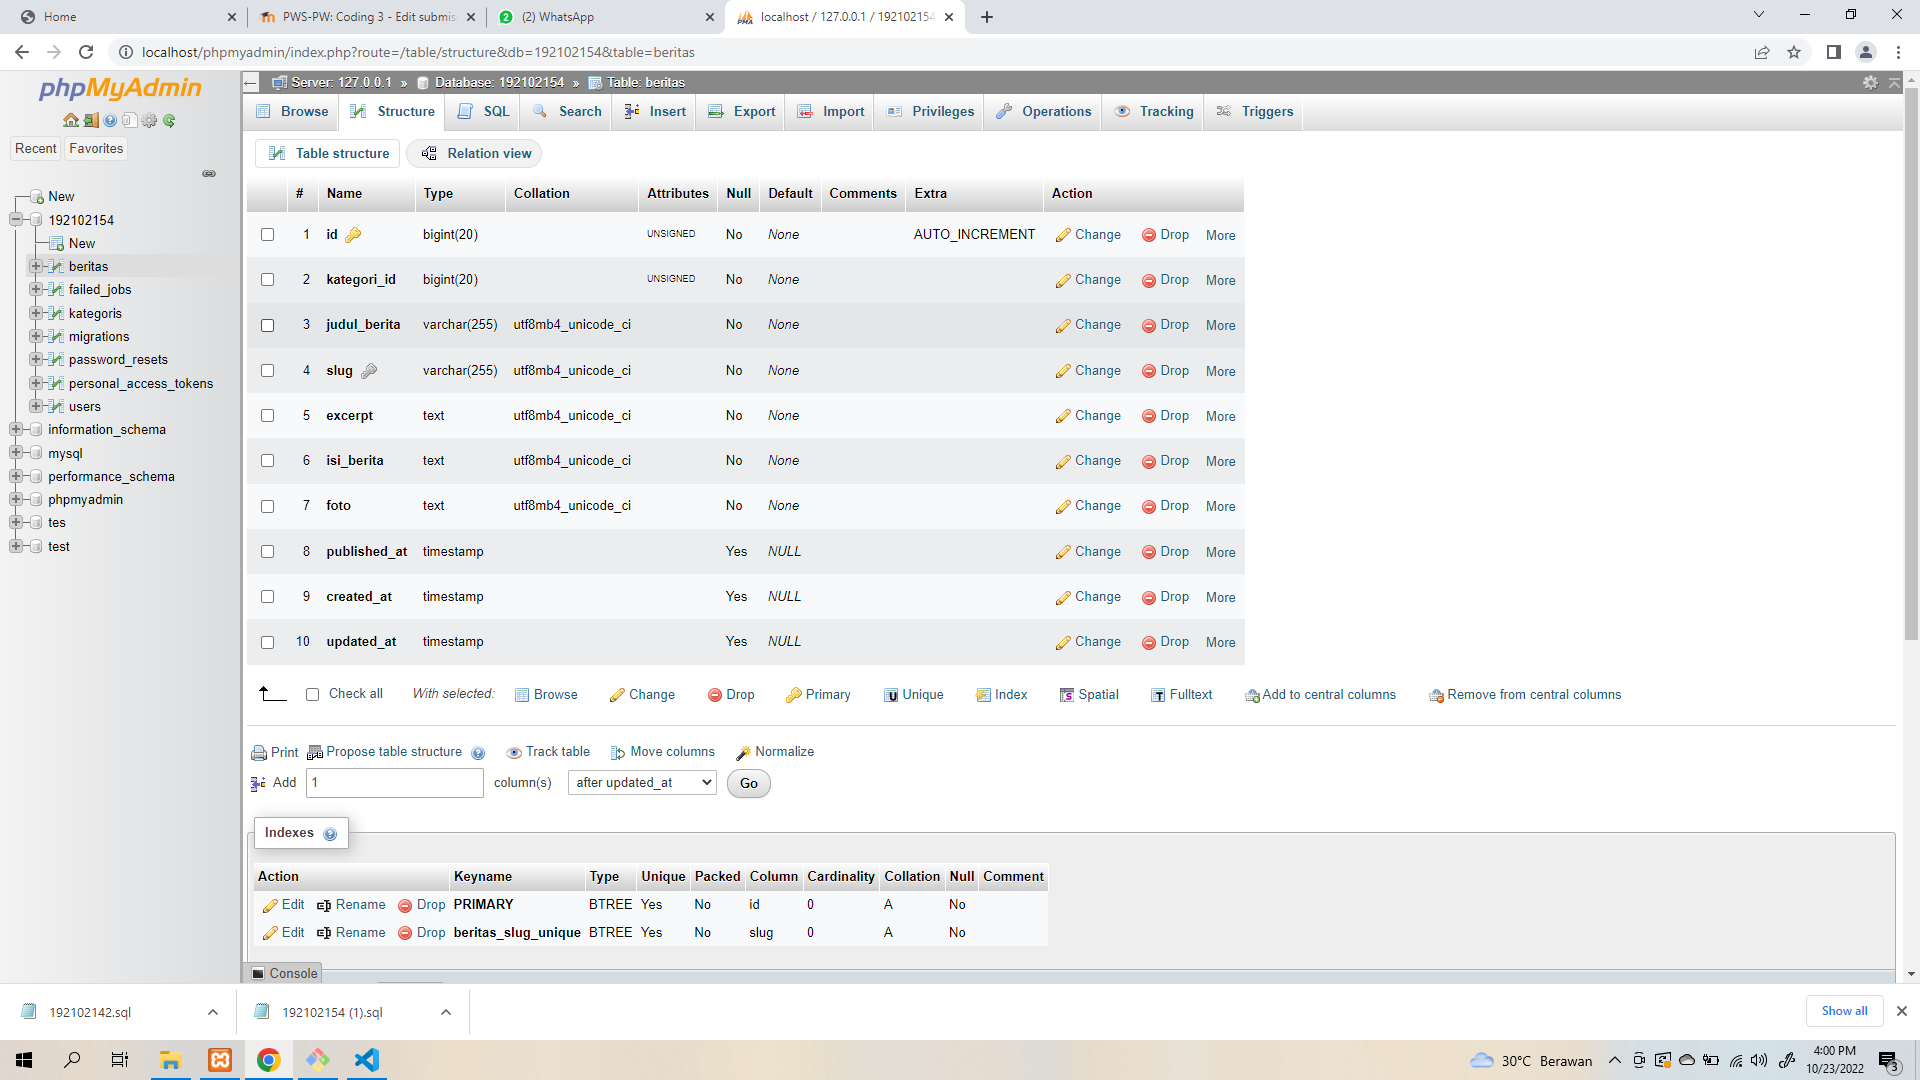 Home
PWS-PW: Coding 3 - Edit submis
(2) WhatsApp
localhost / 127.0.0.1 / 192102154
localhost/phpmyadmin/index.php?route=/table/structure&db=192102154&table=beritas
phpMyAdmin
Recent Favorites
New
192102154
New
beritas
failed_jobs
kategoris
migrations
password_resets
personal_access_tokens
users
information_schema
mysql
performance_schema
phpmyadmin
tes
test
Server: 127.0.0.1 » Database: 192102154 » Table: beritas
Browse Structure SQL Search Insert Export Import Privileges Operations Tracking Triggers
Table structure Relation view
# Name Type Collation Attributes Null Default Comments Extra Action
1 id bigint(20) UNSIGNED No None AUTO_INCREMENT Change Drop More
2 kategori_id bigint(20) UNSIGNED No None Change Drop More
3 judul_berita varchar(255) utf8mb4_unicode_ci No None Change Drop More
4 slug varchar(255) utf8mb4_unicode_ci No None Change Drop More
5 excerpt text utf8mb4_unicode_ci No None Change Drop More
6 isi_berita text utf8mb4_unicode_ci No None Change Drop More
7 foto text utf8mb4_unicode_ci No None Change Drop More
8 published_at timestamp Yes NULL Change Drop More
9 created_at timestamp Yes NULL Change Drop More
10 updated_at timestamp Yes NULL Change Drop More
Check all With selected: Browse Change Drop Primary Unique Index Spatial Fulltext Add to central columns Remove from central columns
Print Propose table structure Track table Move columns Normalize
Add 1 column(s) after updated_at Go
Indexes
Action Keyname Type Unique Packed Column Cardinality Collation Null Comment
Edit Rename Drop PRIMARY BTREE Yes No id 0 A No
Edit Rename Drop beritas_slug_unique BTREE Yes No slug 0 A No
Console
192102142.sql
192102154 (1).sql
Show all
30°C Berawan
4:00 PM
10/23/2022
3